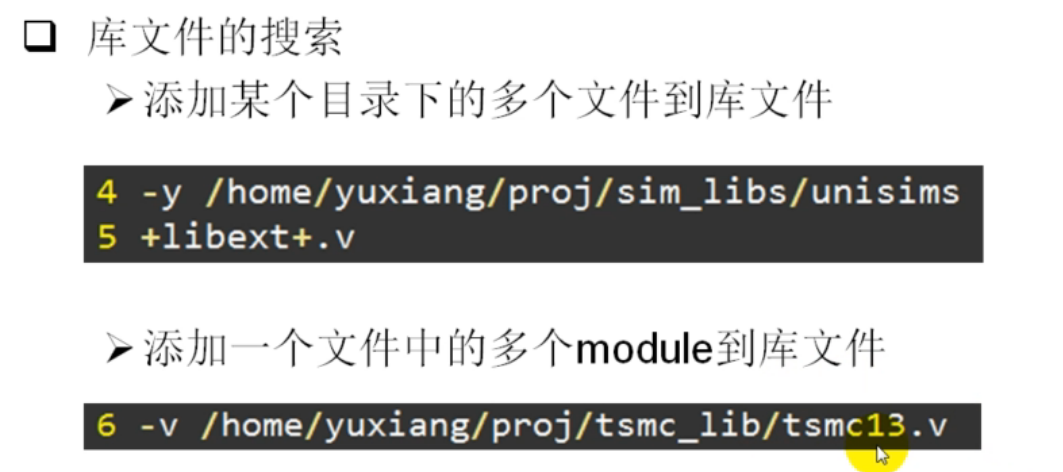 库文件的搜索
添加某个目录下的多个文件到库文件
4 -y /home/yuxiang/proj/sim_libs/unisims
5 +libext+.v
添加一个文件中的多个module到库文件
6 -v /home/yuxiang/proj/tsmc_lib/tsmc13.v